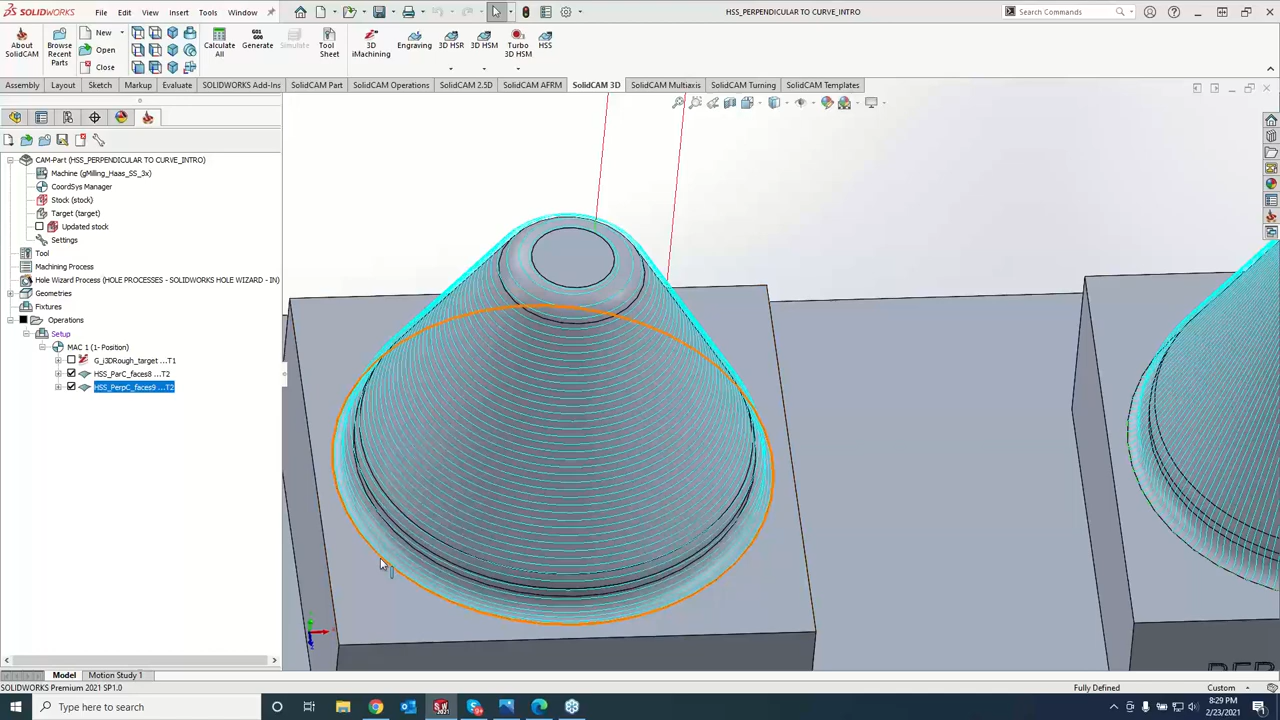 SOLIDWORKS File Edit View Insert Tools Window HSS_PERPENDICULAR TO CURVE_INTRO Search Commands
About SolidCAM
Browse Recent Parts
New
Open
Close
Calculate All
Generate
Simulate
Tool Sheet
3D iMachining
Engraving
3D HSR
3D HSM
Turbo 3D HSM
HSS
Assembly Layout Sketch Markup Evaluate SOLIDWORKS Add-Ins SolidCAM Part SolidCAM Operations SolidCAM 2.5D SolidCAM AFRM SolidCAM 3D SolidCAM Multiaxis SolidCAM Turning SolidCAM Templates
CAM-Part (HSS_PERPENDICULAR TO CURVE_INTRO)
Machine (gMilling_Haas_SS_3x)
CoordSys Manager
Stock (stock)
Target (target)
Updated stock
Settings
Tool
Machining Process
Hole Wizard Process (HOLE PROCESSES - SOLIDWORKS HOLE WIZARD - IN)
Geometries
Fixtures
Operations
Setup
MAC 1 (1- Position)
G_i3DRough_target ...T1
HSS_ParC_faces8 ...T2
HSS_PerpC_faces9 ...T2
Model Motion Study 1
SOLIDWORKS Premium 2021 SP1.0 Fully Defined Custom
Type here to search
8:29 PM
2/23/2021